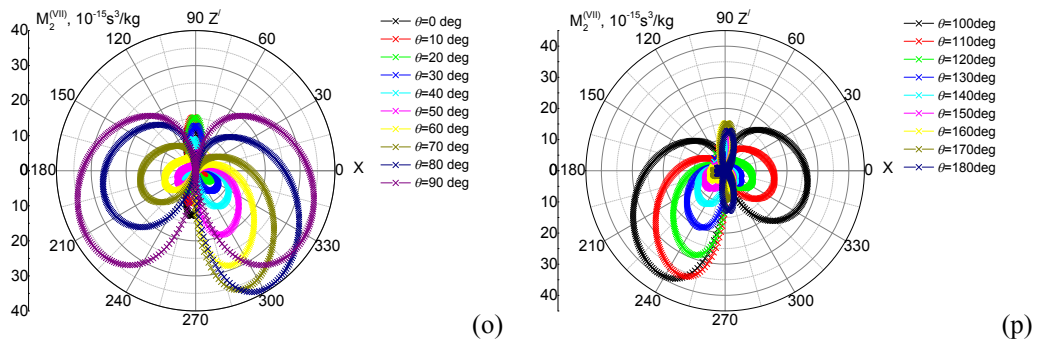 M₂⁽ⱽᴵᴵ⁾, 10⁻¹⁵s³/kg
90 Z′
120
60
150
30
180
0 X
210
330
240
300
270
40
30
20
10
0
10
20
30
40
θ=0 deg
θ=10 deg
θ=20 deg
θ=30 deg
θ=40 deg
θ=50 deg
θ=60 deg
θ=70 deg
θ=80 deg
θ=90 deg
(o)
M₂⁽ⱽᴵᴵ⁾, 10⁻¹⁵s³/kg
90 Z′
120
60
150
30
180
0 X
210
330
240
300
270
40
30
20
10
0
10
20
30
40
θ=100deg
θ=110deg
θ=120deg
θ=130deg
θ=140deg
θ=150deg
θ=160deg
θ=170deg
θ=180deg
(p)